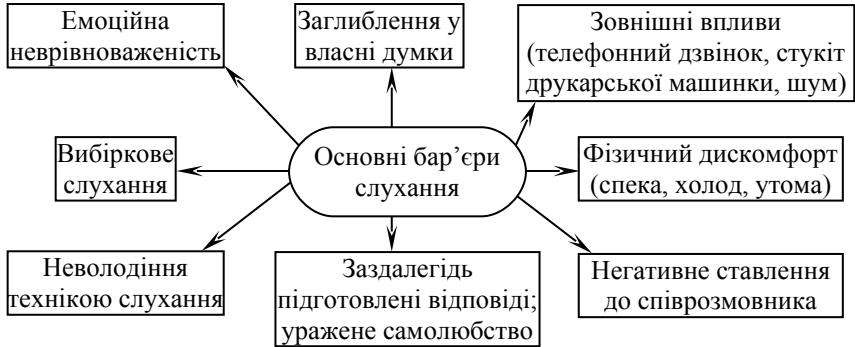 Емоційна
неврівноваженість
Заглиблення у
власні думки
Зовнішні впливи
(телефонний дзвінок, стукіт
друкарської машинки, шум)
Вибіркове
слухання
Основні бар’єри
слухання
Фізичний дискомфорт
(спека, холод, утома)
Неволодіння
технікою слухання
Заздалегідь
підготовлені відповіді;
уражене самолюбство
Негативне ставлення
до співрозмовника